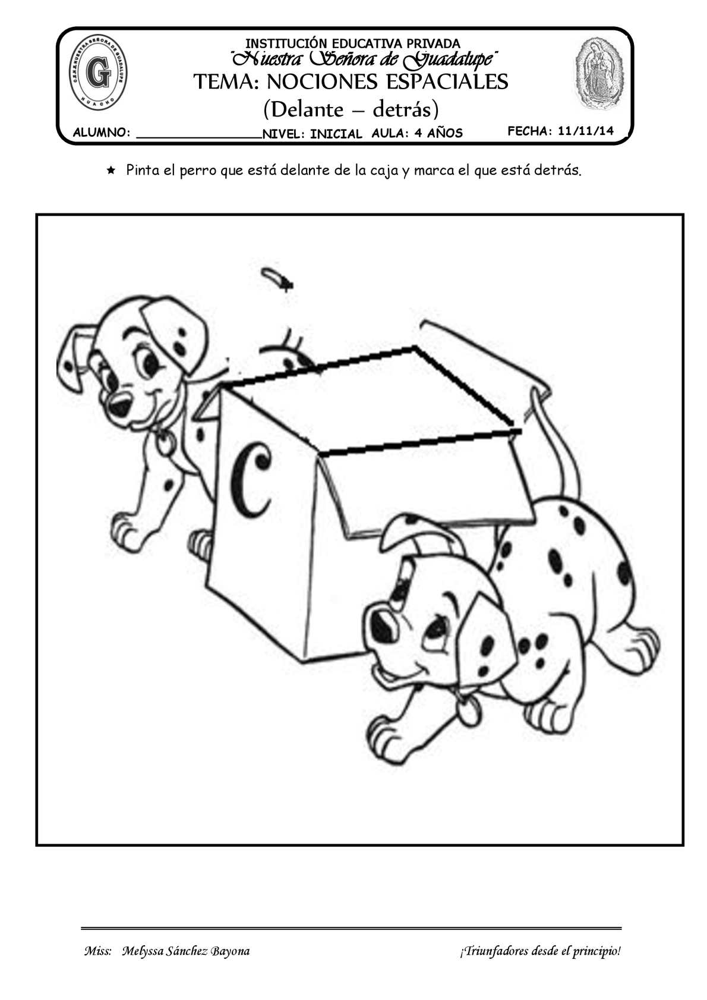 INSTITUCIÓN EDUCATIVA PRIVADA
"Nuestra Señora de Guadalupe"
TEMA: NOCIONES ESPACIALES
(Delante – detrás)
ALUMNO: _________________NIVEL: INICIAL AULA: 4 AÑOS FECHA: 11/11/14
G
HUACHO
★ Pinta el perro que está delante de la caja y marca el que está detrás.
C
Miss: Melyssa Sánchez Bayona ¡Triunfadores desde el principio!